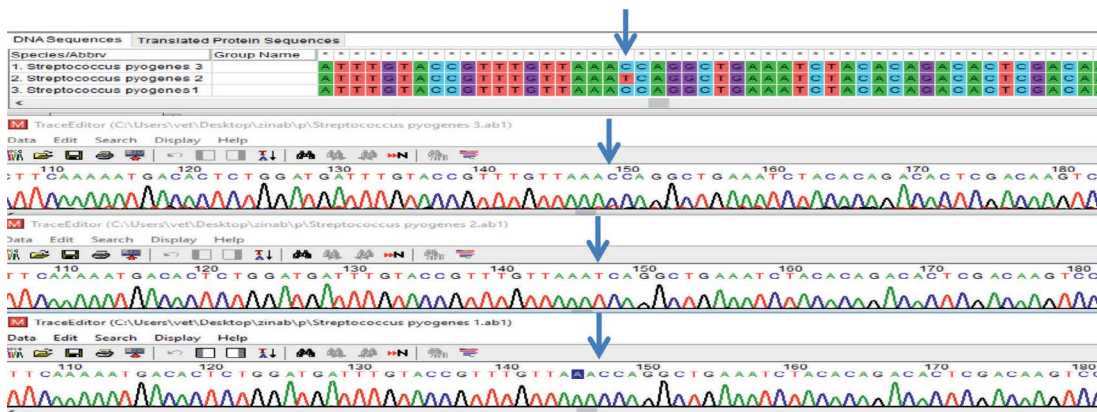 DNA Sequences Translated Protein Sequences
Species/Abbrv Group Name * * * * * * * * * * * * * * * * * * * * * * * * * * * * * * * * * * * * * * * * * * * * * * * *
1. Streptococcus pyogenes 3 A T T T G T A C C G T T T G T T A A A C C A G G C T G A A A T C T A C A C A G A C A C T C G A C A
2. Streptococcus pyogenes 2 A T T T G T A C C G T T T G T T A A A T C A G G C T G A A A T C T A C A C A G A C A C T C G A C A
3. Streptococcus pyogenes1 A T T T G T A C C G T T T G T T A A A C C A G G C T G A A A T C T A C A C A G A C A C T C G A C A
M TraceEditor (C:\Users\vet\Desktop\zinab\p\Streptococcus pyogenes 3.ab1)
Data Edit Search Display Help
N
110 120 130 140 150 160 170 180
T T C A A A A A T G A C A C T C T G G A T G A T T T G T A C C G T T T G T T A A A C C A G G C T G A A A T C T A C A C A G A C A C T C G A C A A G T C
M TraceEditor (C:\Users\vet\Desktop\zinab\p\Streptococcus pyogenes 2.ab1)
Data Edit Search Display Help
N
110 120 130 140 150 160 170 180
T T C A A A A A T G A C A C T C T G G A T G A T T T G T A C C G T T T G T T A A A T C A G G C T G A A A T C T A C A C A G A C A C T C G A C A A G T C C
M TraceEditor (C:\Users\vet\Desktop\zinab\p\Streptococcus pyogenes 1.ab1)
Data Edit Search Display Help
N
110 120 130 140 150 160 170 180
T T C A A A A A T G A C A C T C T G G A T G A T T T G T A C C G T T T G T T A A A C C A G G C T G A A A T C T A C A C A G A C A C T C G A C A A G T C